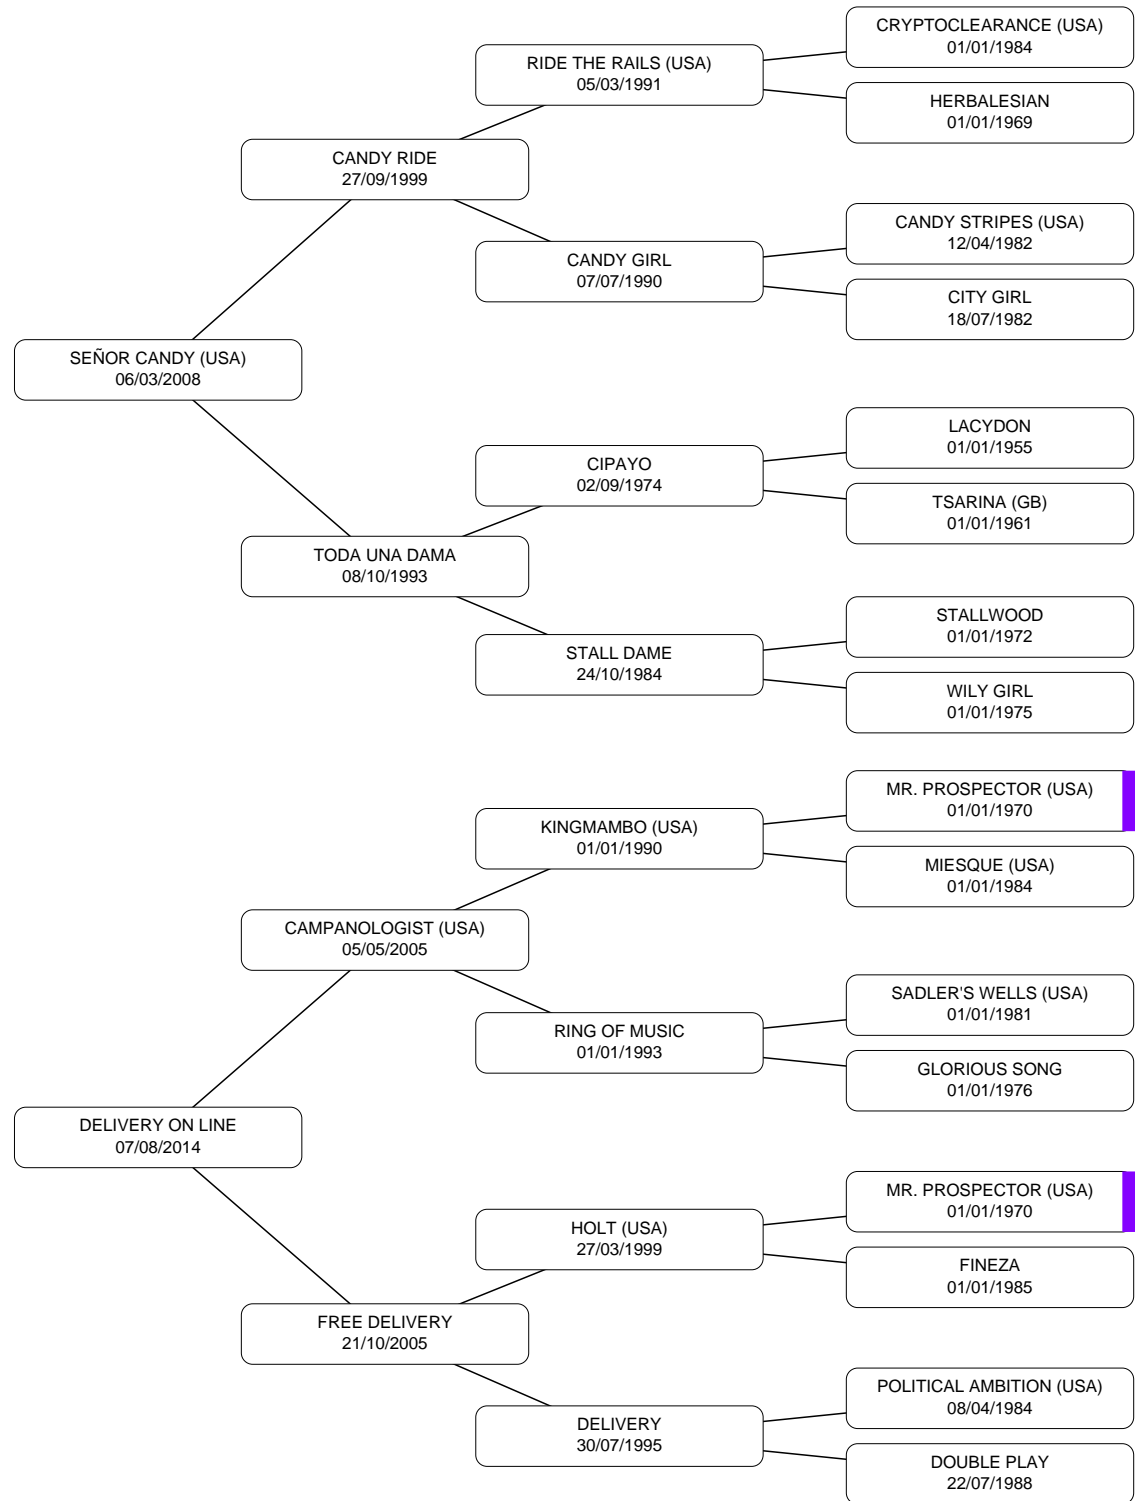 CRYPTOCLEARANCE (USA)
01/01/1984
RIDE THE RAILS (USA)
05/03/1991
HERBALESIAN
01/01/1969
CANDY RIDE
27/09/1999
CANDY STRIPES (USA)
12/04/1982
CANDY GIRL
07/07/1990
CITY GIRL
18/07/1982
SEÑOR CANDY (USA)
06/03/2008
LACYDON
01/01/1955
CIPAYO
02/09/1974
TSARINA (GB)
01/01/1961
TODA UNA DAMA
08/10/1993
STALLWOOD
01/01/1972
STALL DAME
24/10/1984
WILY GIRL
01/01/1975
MR. PROSPECTOR (USA)
01/01/1970
KINGMAMBO (USA)
01/01/1990
MIESQUE (USA)
01/01/1984
CAMPANOLOGIST (USA)
05/05/2005
SADLER'S WELLS (USA)
01/01/1981
RING OF MUSIC
01/01/1993
GLORIOUS SONG
01/01/1976
DELIVERY ON LINE
07/08/2014
MR. PROSPECTOR (USA)
01/01/1970
HOLT (USA)
27/03/1999
FINEZA
01/01/1985
FREE DELIVERY
21/10/2005
POLITICAL AMBITION (USA)
08/04/1984
DELIVERY
30/07/1995
DOUBLE PLAY
22/07/1988